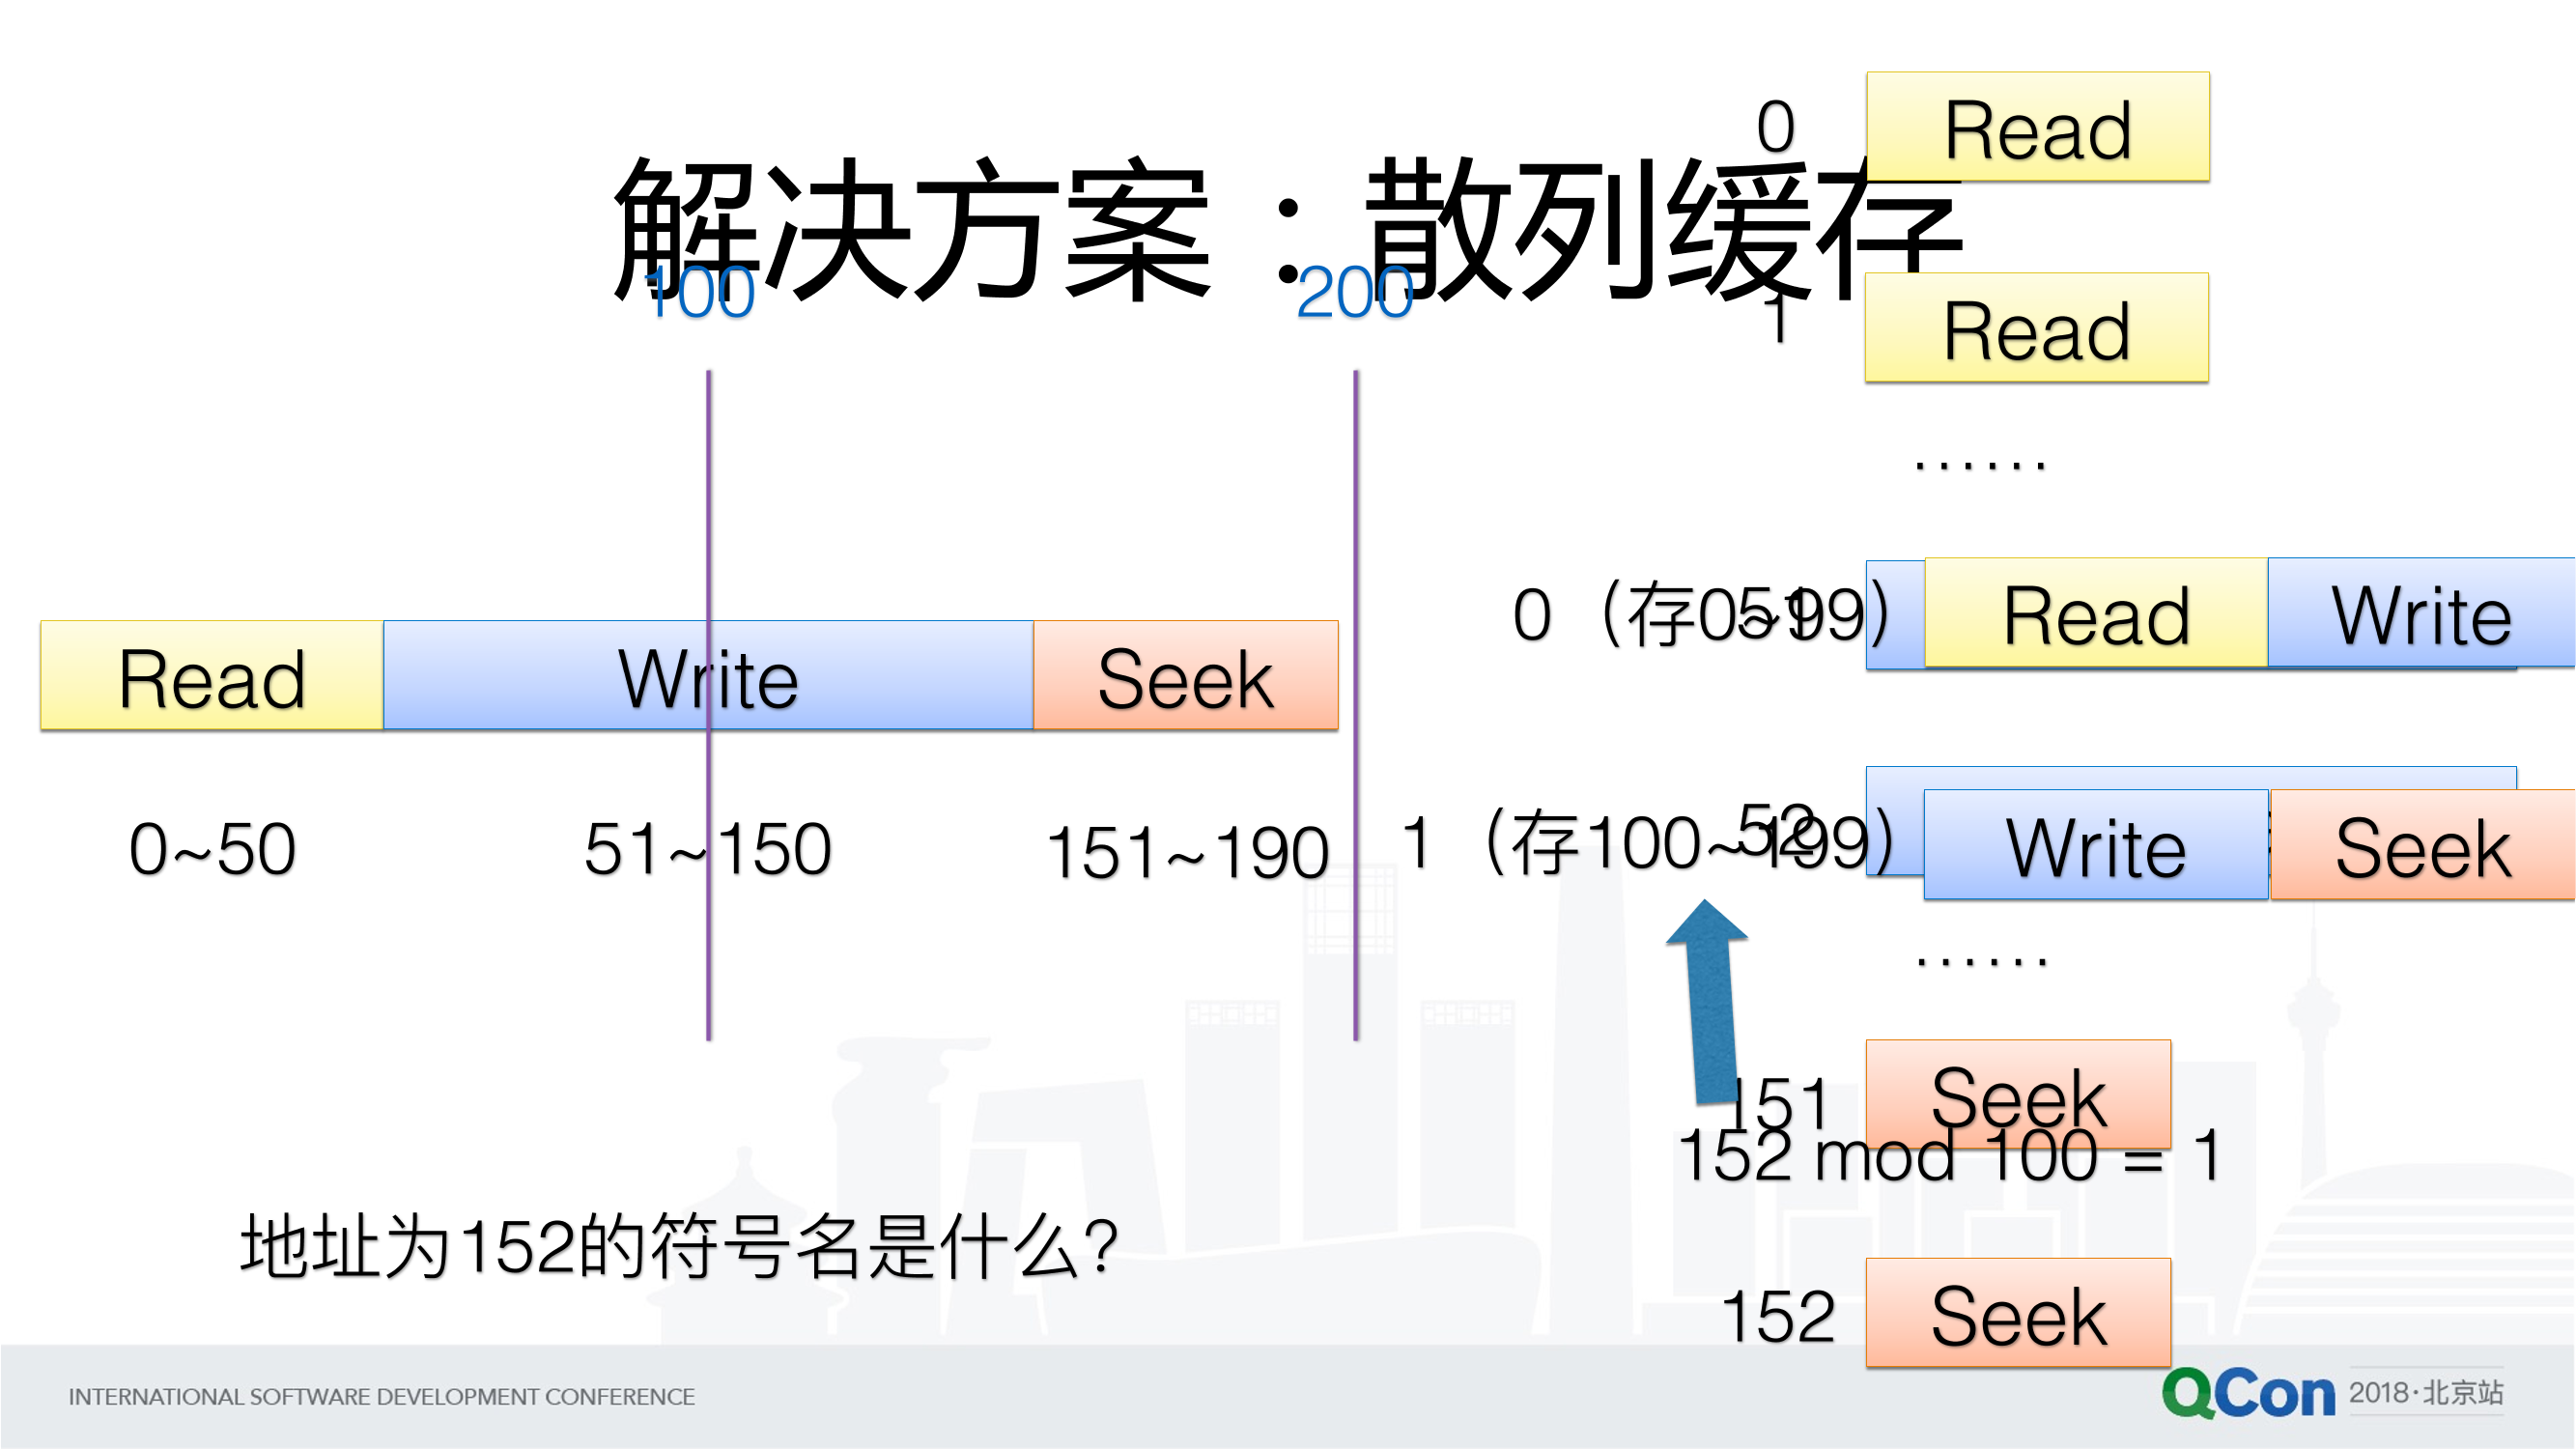 解决方案：散列缓存
100
200
0
Read
1
Read
……
Read
Write
Seek
0~50
51~150
151~190
0（存0~99）
51
Read
Write
1（存100~199）
52
Write
Seek
……
151
Seek
152 mod 100 = 1
152
Seek
地址为152的符号名是什么?
INTERNATIONAL SOFTWARE DEVELOPMENT CONFERENCE
QCon 2018·北京站